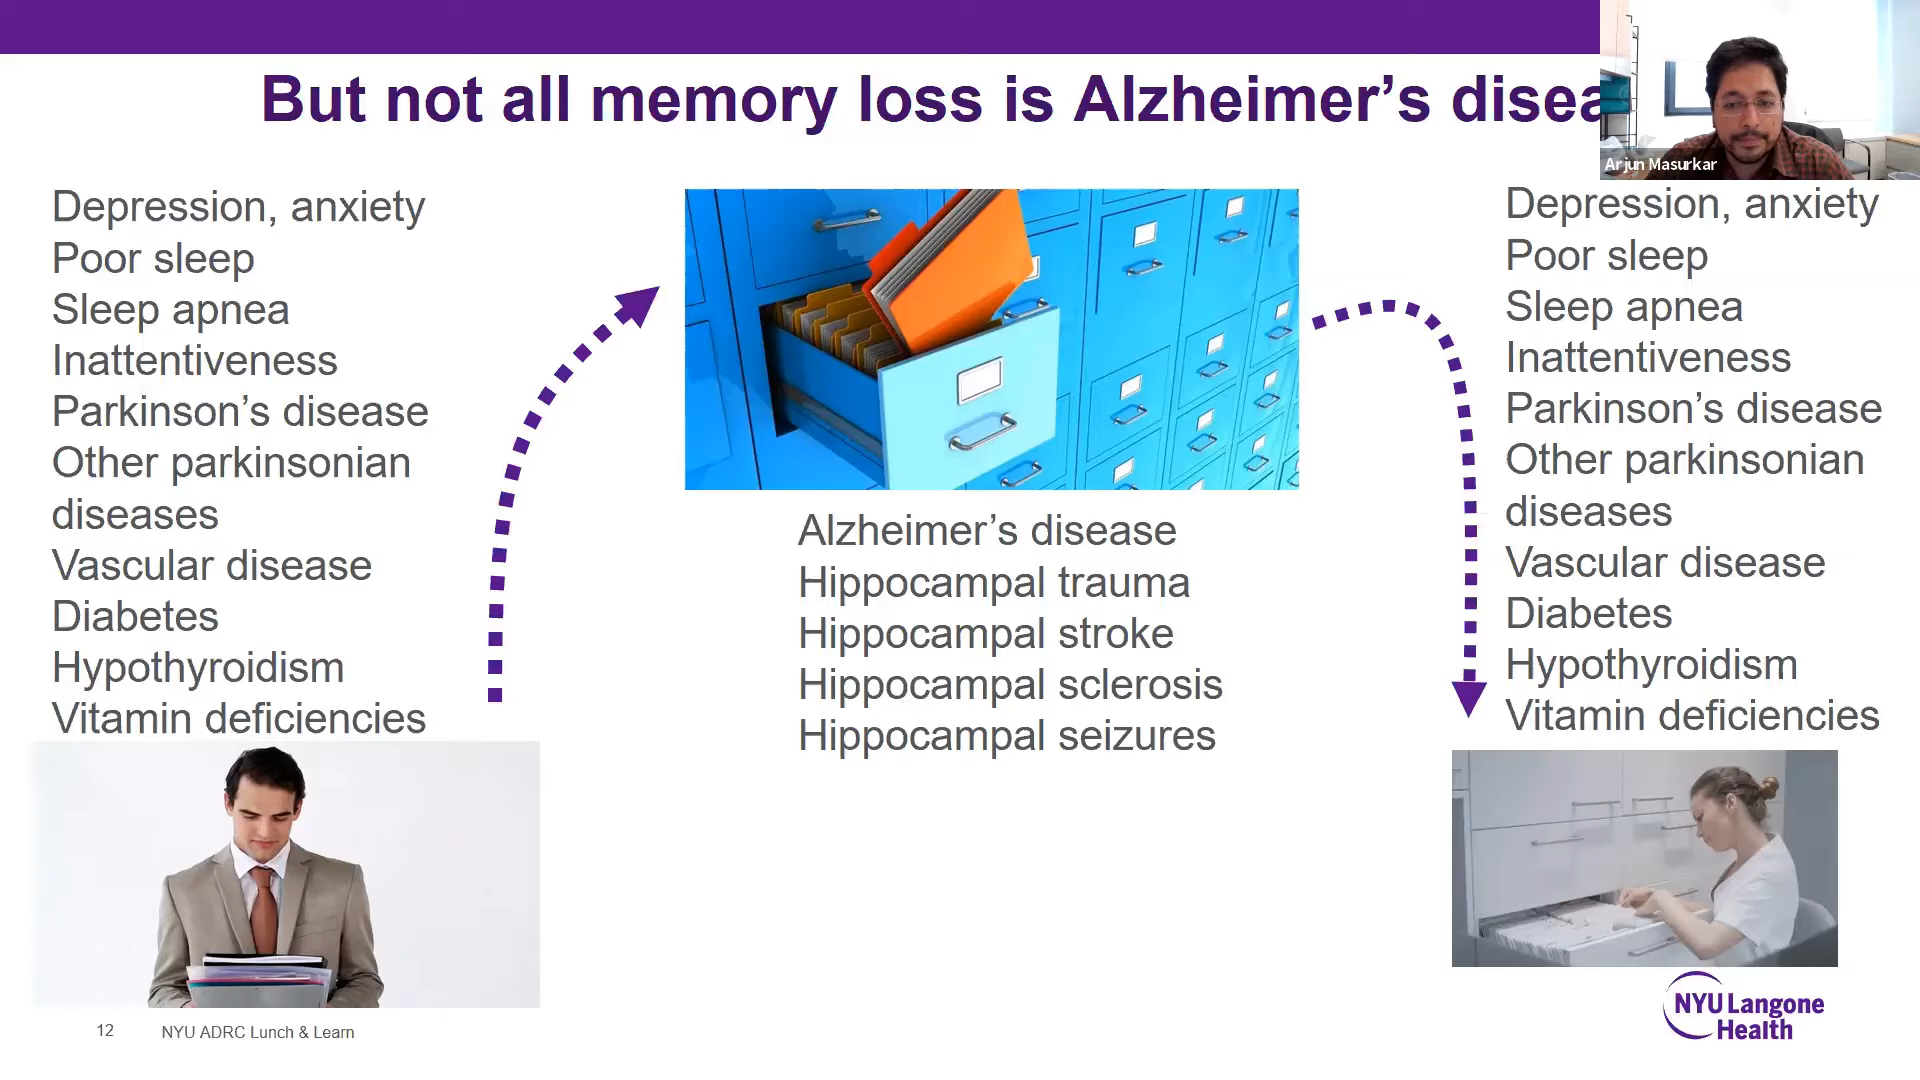 But not all memory loss is Alzheimer’s disea
Arjun Masurkar
Depression, anxiety
Poor sleep
Sleep apnea
Inattentiveness
Parkinson’s disease
Other parkinsonian
diseases
Vascular disease
Diabetes
Hypothyroidism
Vitamin deficiencies
Alzheimer’s disease
Hippocampal trauma
Hippocampal stroke
Hippocampal sclerosis
Hippocampal seizures
Depression, anxiety
Poor sleep
Sleep apnea
Inattentiveness
Parkinson’s disease
Other parkinsonian
diseases
Vascular disease
Diabetes
Hypothyroidism
Vitamin deficiencies
12 NYU ADRC Lunch & Learn
NYU Langone
Health